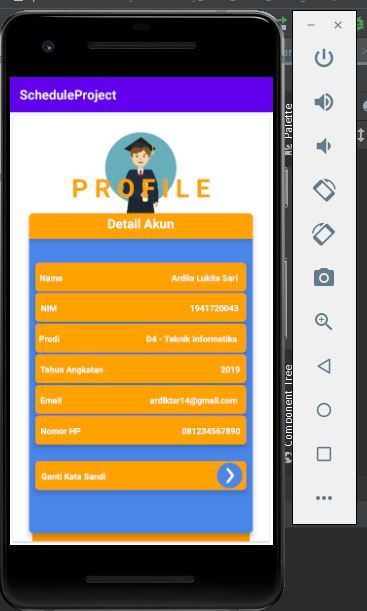 ScheduleProject
PROFILE
Detail Akun
Nama Ardila Lukita Sari
NIM 1941720043
Prodi D4 - Teknik Informatika
Tahun Angkatan 2019
Email ardiktar14@gmail.com
Nomor HP 081234567890
Ganti Kata Sandi
Palette
Component Tree